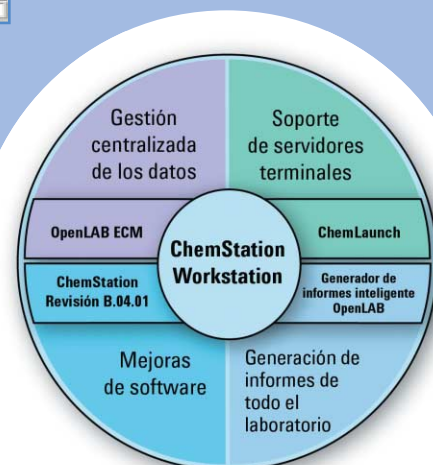 Gestión
centralizada
de los datos
Soporte
de servidores
terminales
OpenLAB ECM
ChemLaunch
ChemStation
Workstation
ChemStation
Revisión B.04.01
Generador de
informes inteligente
OpenLAB
Mejoras
de software
Generación de
informes de
todo el
laboratorio